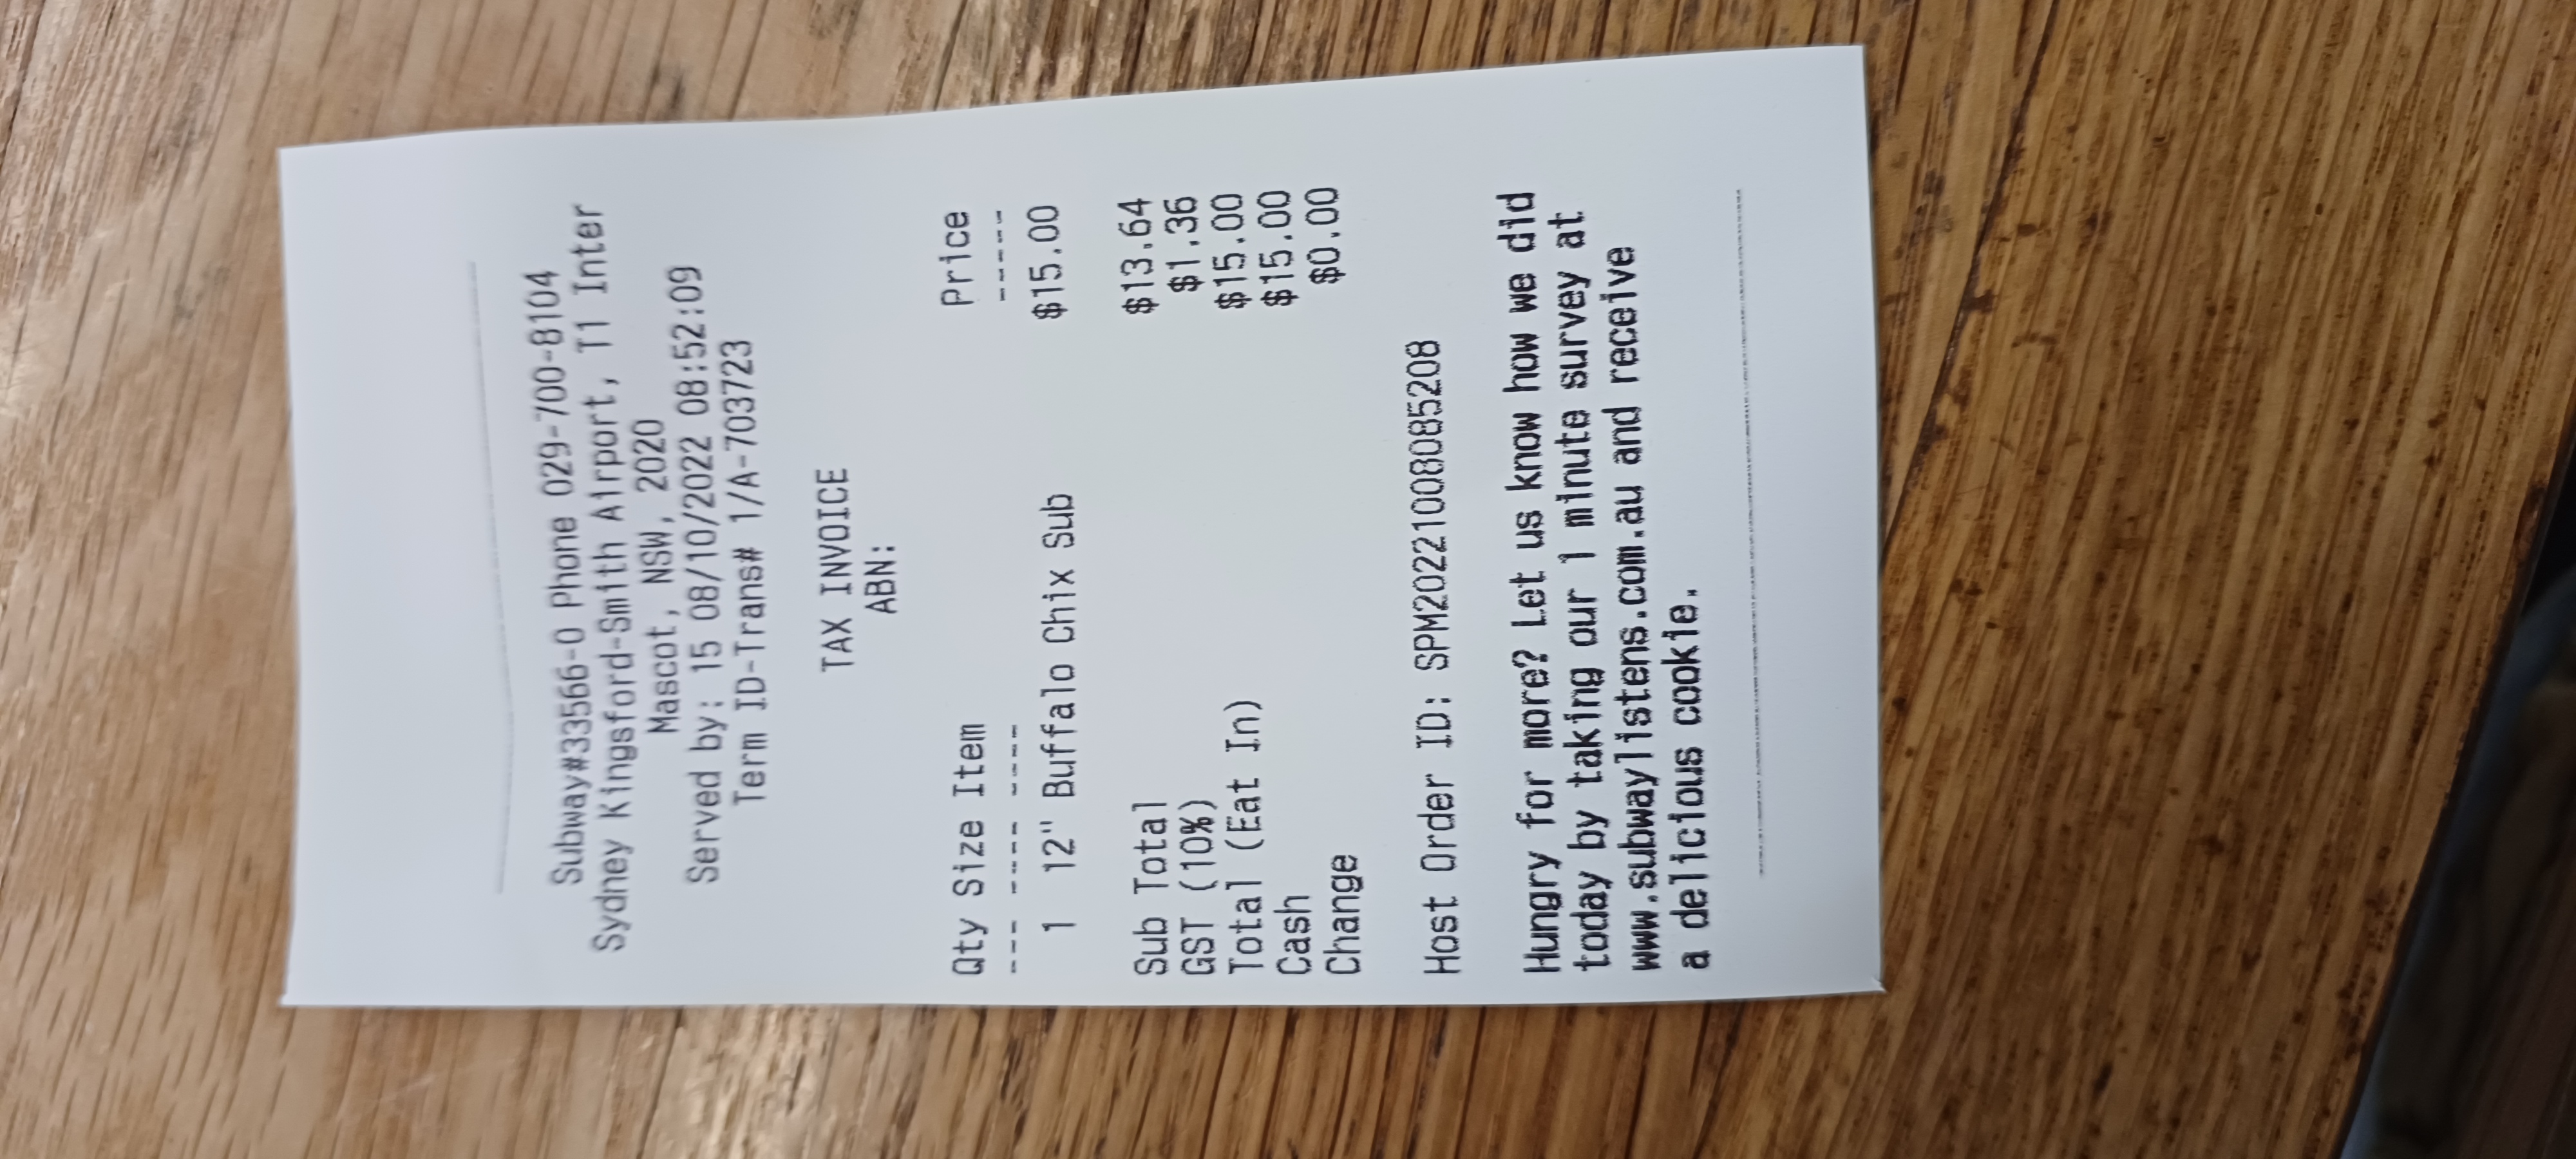 Subway#33566-0 Phone 029-700-8104
Sydney Kingsford-Smith Airport, T1 Inter
Mascot, NSW, 2020
Served by: 15 08/10/2022 08:52:09
Term ID-Trans# 1/A-703723
TAX INVOICE
ABN:
Qty Size Item Price
--- ---- ---- -----
1 12" Buffalo Chix Sub $15.00
Sub Total $13.64
GST (10%) $1.36
Total (Eat In) $15.00
Cash $15.00
Change $0.00
Host Order ID: SPM20221008085208
Hungry for more? Let us know how we did
today by taking our 1 minute survey at
www.subwaylistens.com.au and receive
a delicious cookie.